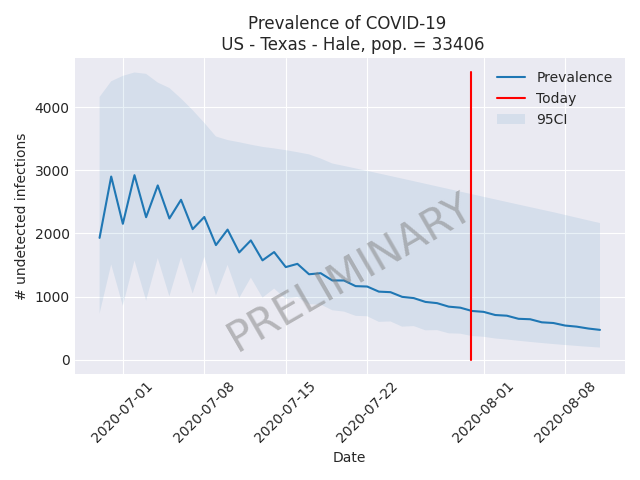 Prevalence of COVID-19
US - Texas - Hale, pop. = 33406
Prevalence
Today
95CI
# undetected infections
4000
3000
2000
1000
0
PRELIMINARY
2020-07-01
2020-07-08
2020-07-15
2020-07-22
2020-08-01
2020-08-08
Date